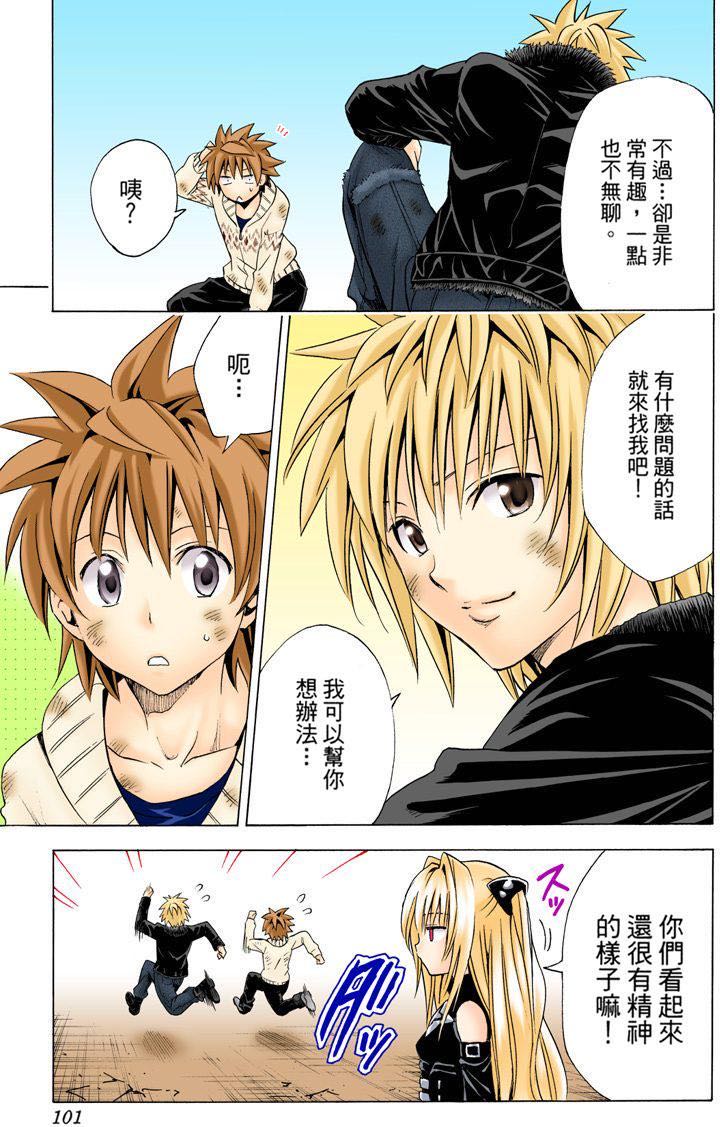 不過…卻是非
常有趣，一點
也不無聊。
咦？
有什麼問題的話
就來找我吧！
我可以幫你
想辦法…
呃…
你們看起來
還很有精神
的樣子嘛！
スッ
ダッ
101